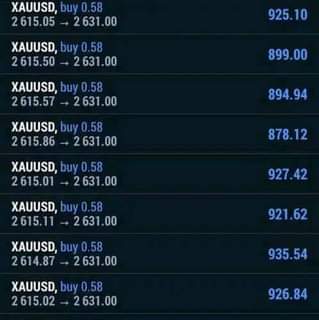 XAUUSD, buy 0.58
2 615.05 → 2 631.00
925.10
XAUUSD, buy 0.58
2 615.50 → 2 631.00
899.00
XAUUSD, buy 0.58
2 615.57 → 2 631.00
894.94
XAUUSD, buy 0.58
2 615.86 → 2 631.00
878.12
XAUUSD, buy 0.58
2 615.01 → 2 631.00
927.42
XAUUSD, buy 0.58
2 615.11 → 2 631.00
921.62
XAUUSD, buy 0.58
2 614.87 → 2 631.00
935.54
XAUUSD, buy 0.58
2 615.02 → 2 631.00
926.84